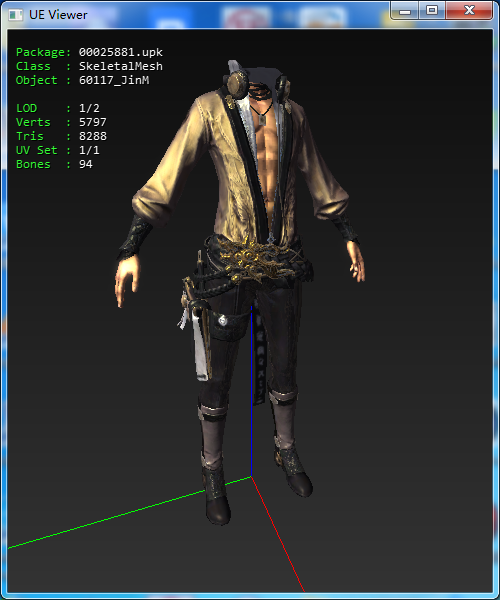 UE Viewer
Package: 00025881.upk
Class : SkeletalMesh
Object : 60117_JinM
LOD : 1/2
Verts : 5797
Tris : 8288
UV Set : 1/1
Bones : 94